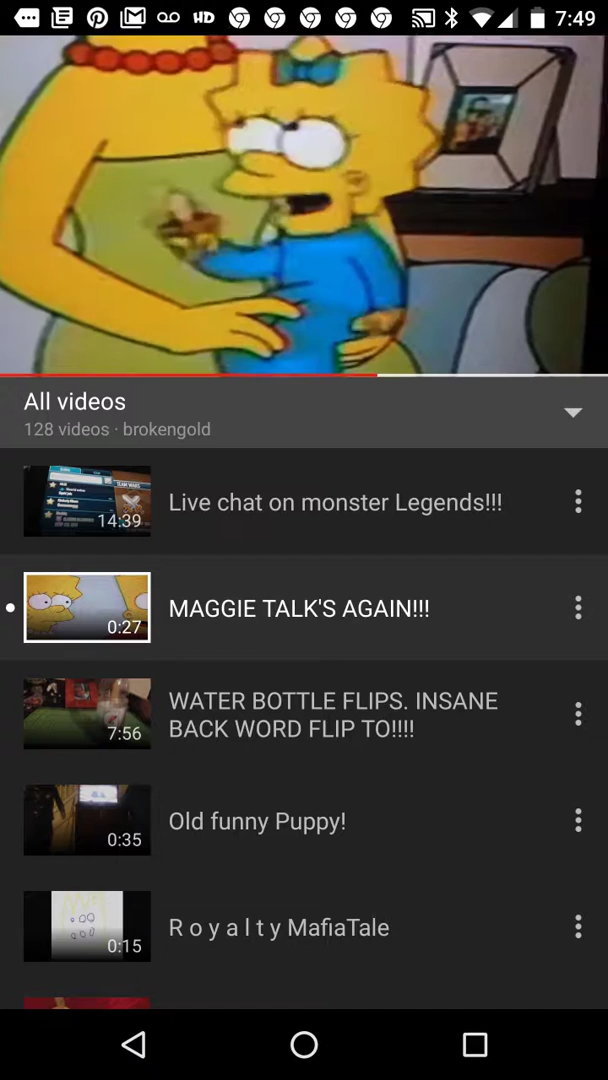 HD
7:49
All videos
128 videos · brokengold
14:39
Live chat on monster Legends!!!
0:27
MAGGIE TALK'S AGAIN!!!
7:56
WATER BOTTLE FLIPS. INSANE
BACK WORD FLIP TO!!!!
0:35
Old funny Puppy!
0:15
R o y a l t y MafiaTale